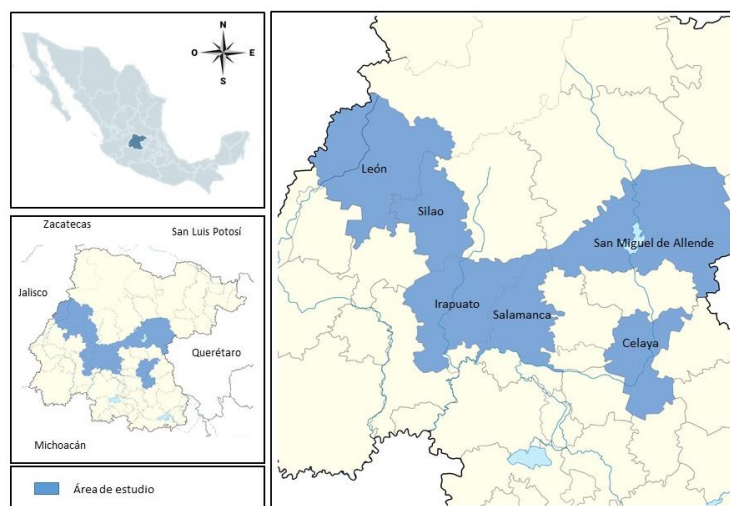 N
O
E
S
Zacatecas
San Luis Potosí
Jalisco
Querétaro
Michoacán
Área de estudio
León
Silao
San Miguel de Allende
Irapuato
Salamanca
Celaya